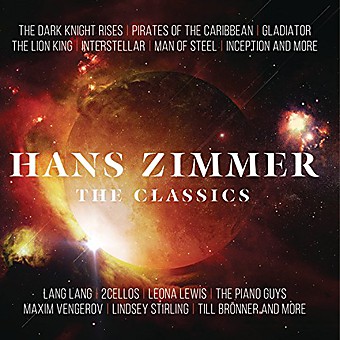 THE DARK KNIGHT RISES | PIRATES OF THE CARIBBEAN | GLADIATOR
THE LION KING | INTERSTELLAR | MAN OF STEEL | INCEPTION AND MORE
HANS ZIMMER
THE CLASSICS
LANG LANG | 2CELLOS | LEONA LEWIS | THE PIANO GUYS
MAXIM VENGEROV | LINDSEY STIRLING | TILL BRÖNNER AND MORE